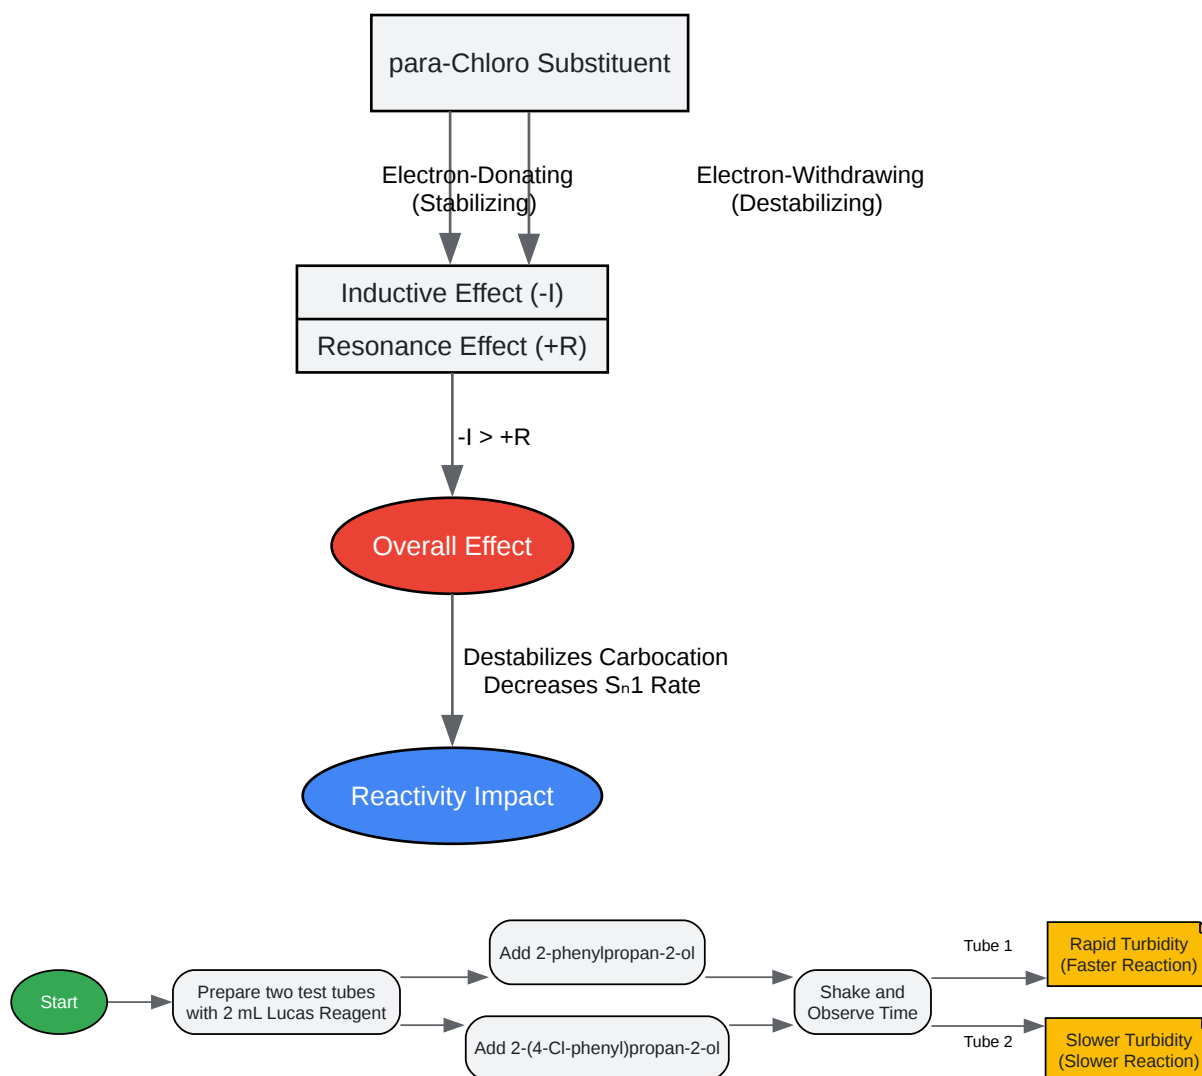 para-Chloro Substituent
Electron-Donating
(Stabilizing)
Electron-Withdrawing
(Destabilizing)
Inductive Effect (-I)
Resonance Effect (+R)
-I > +R
Overall Effect
Destabilizes Carbocation
Decreases Sₙ1 Rate
Reactivity Impact
Start
Prepare two test tubes
with 2 mL Lucas Reagent
Add 2-phenylpropan-2-ol
Add 2-(4-Cl-phenyl)propan-2-ol
Shake and
Observe Time
Tube 1
Rapid Turbidity
(Faster Reaction)
Tube 2
Slower Turbidity
(Slower Reaction)